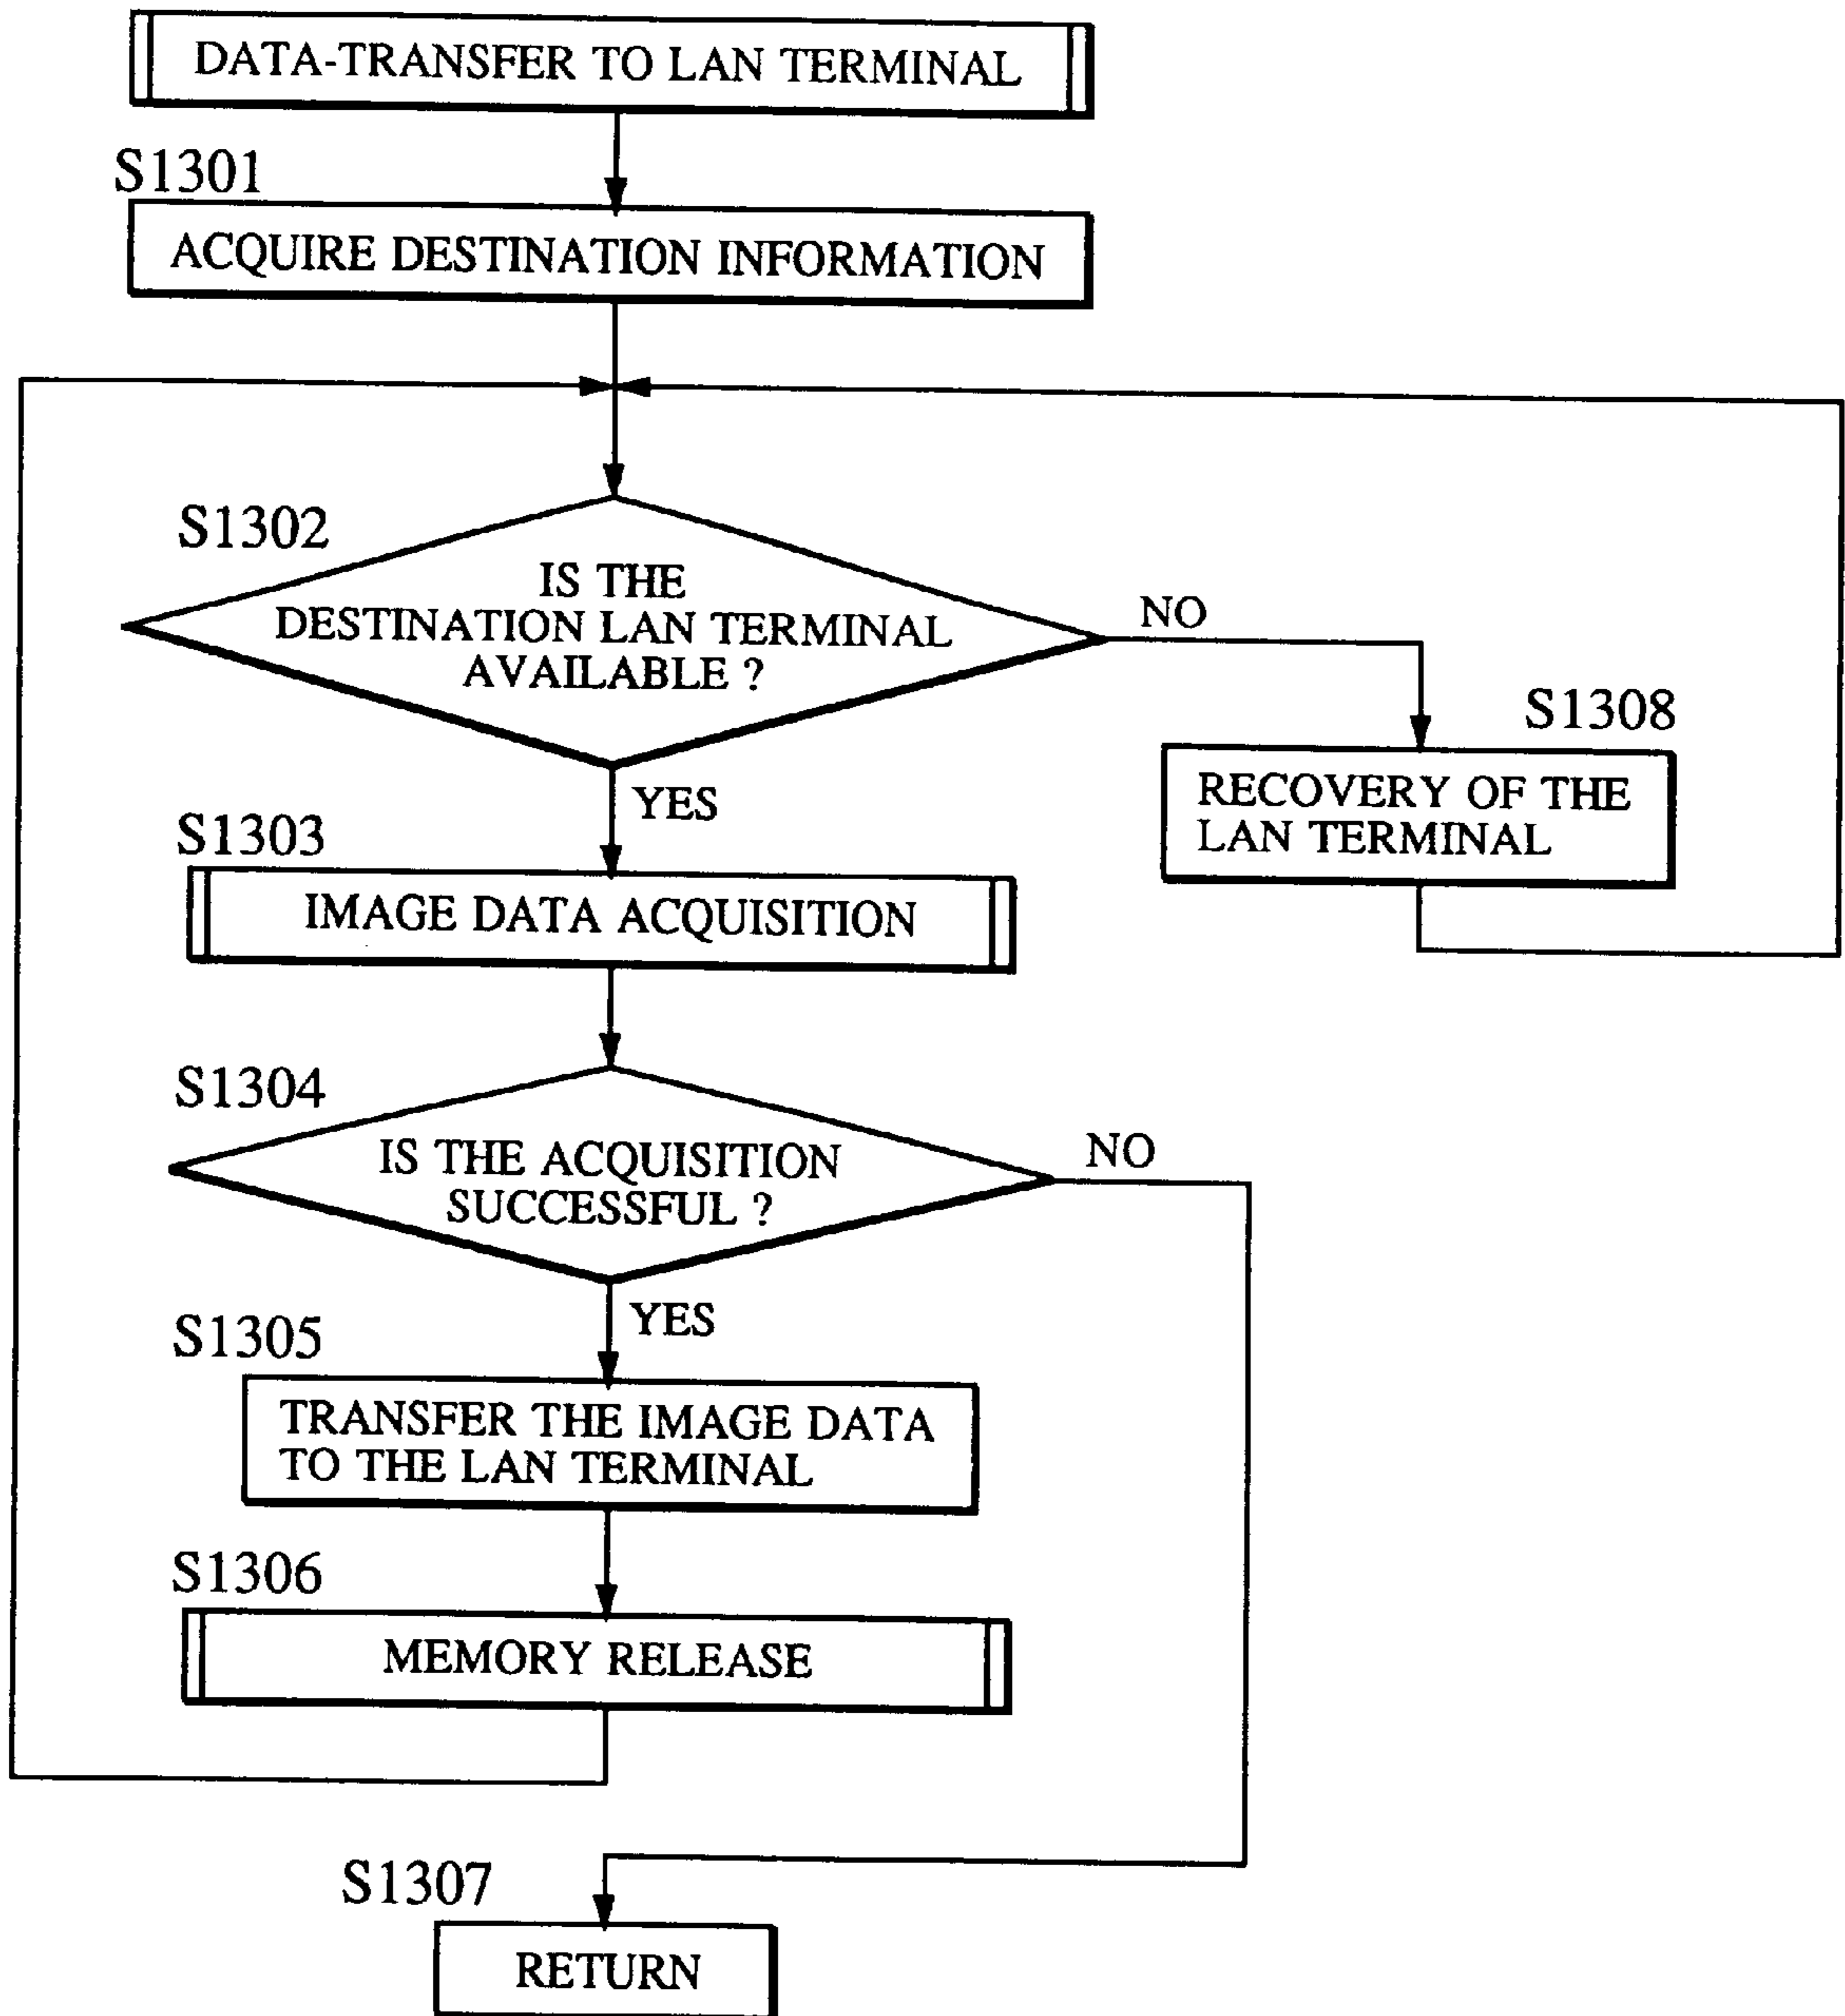 DATA-TRANSFER TO LAN TERMINAL
S1301
ACQUIRE DESTINATION INFORMATION
S1302
IS THE
DESTINATION LAN TERMINAL
AVAILABLE ?
NO
S1308
RECOVERY OF THE
LAN TERMINAL
YES
S1303
IMAGE DATA ACQUISITION
S1304
IS THE ACQUISITION
SUCCESSFUL ?
NO
YES
S1305
TRANSFER THE IMAGE DATA
TO THE LAN TERMINAL
S1306
MEMORY RELEASE
S1307
RETURN